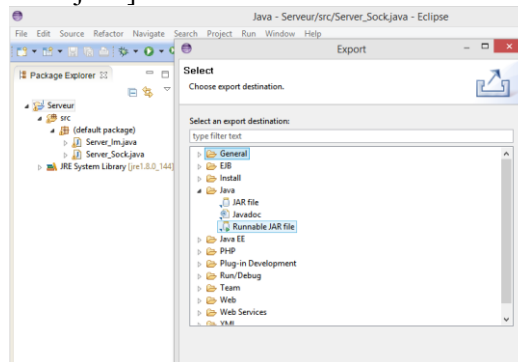 Java - Serveur/src/Server_Sock.java - Eclipse
File Edit Source Refactor Navigate Search Project Run Window Help
Export
Package Explorer
Select
Choose export destination.
Serveur
src
(default package)
Server_Im.java
Server_Sock.java
JRE System Library [jre1.8.0_144]
Select an export destination:
type filter text
General
EJB
Install
Java
JAR file
Javadoc
Runnable JAR file
Java EE
PHP
Plug-in Development
Run/Debug
Team
Web
Web Services
XML